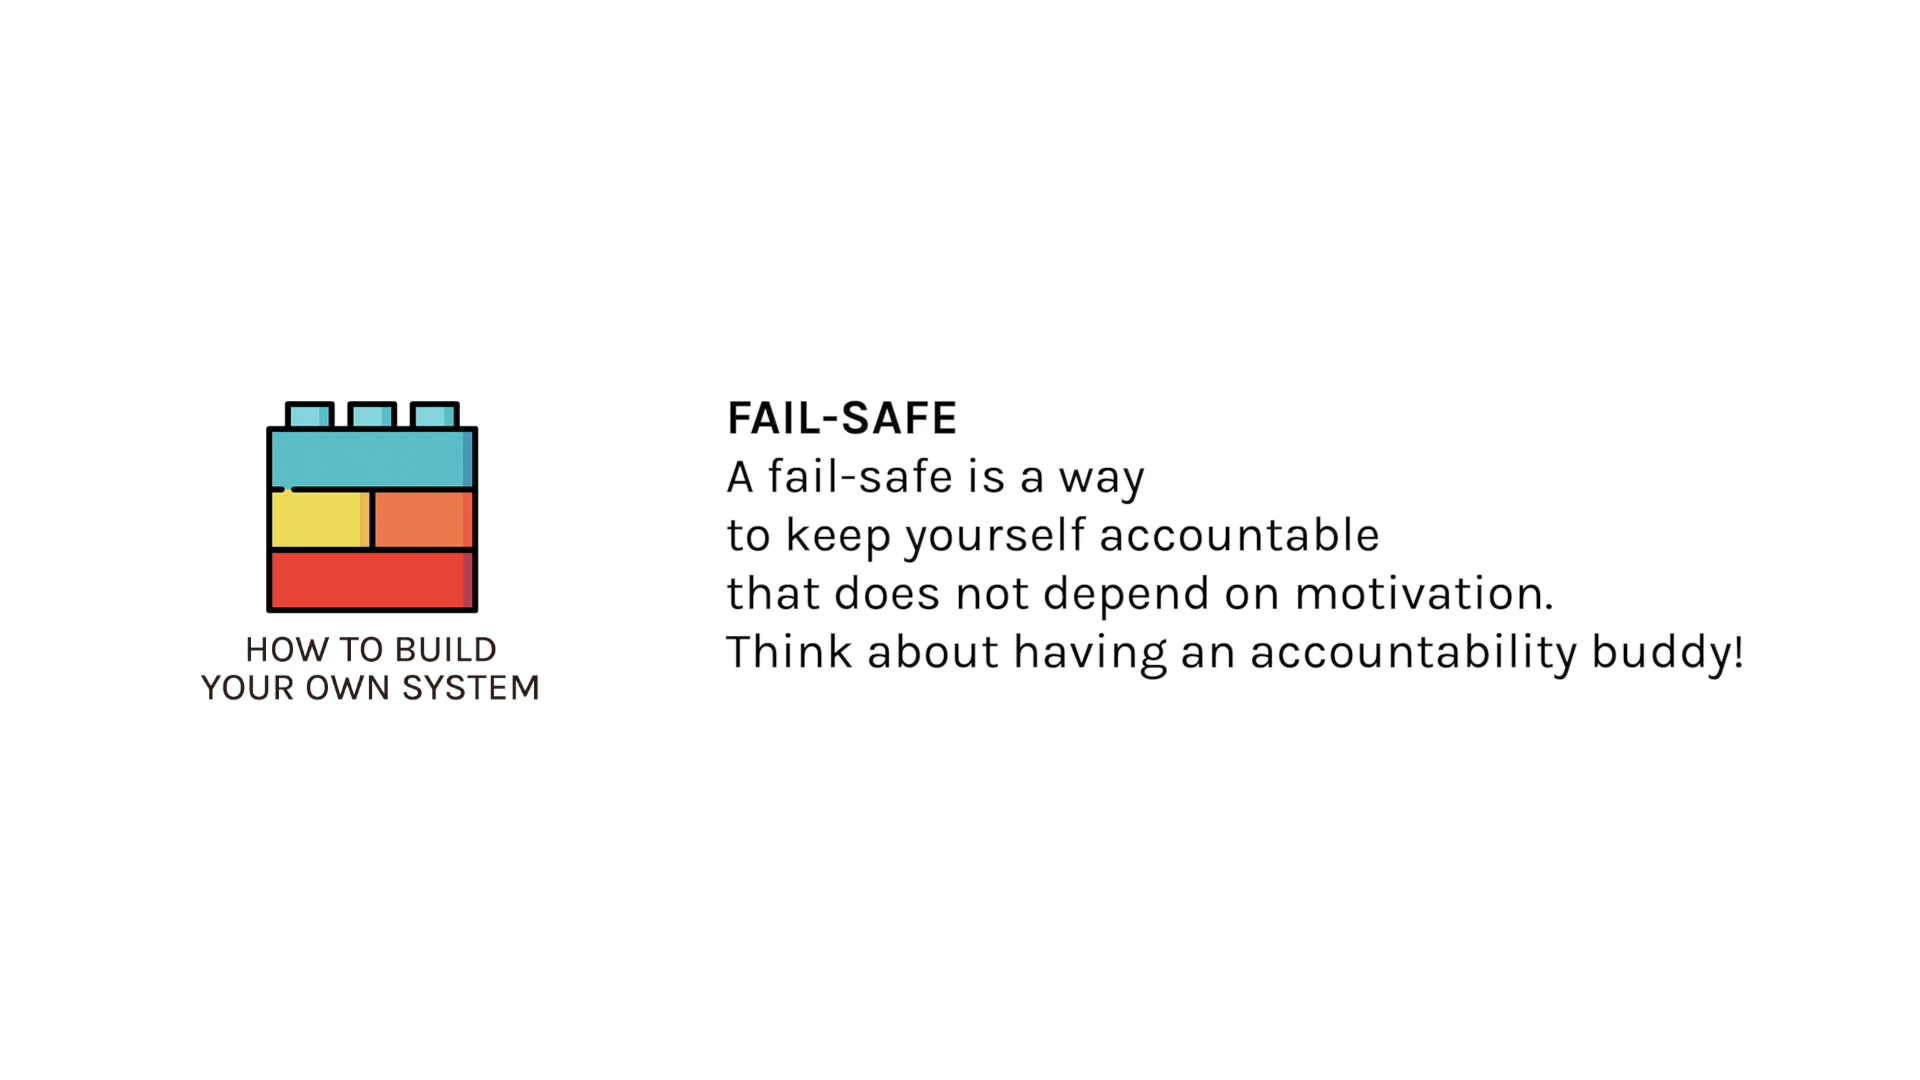 HOW TO BUILD
YOUR OWN SYSTEM
FAIL-SAFE
A fail-safe is a way
to keep yourself accountable
that does not depend on motivation.
Think about having an accountability buddy!